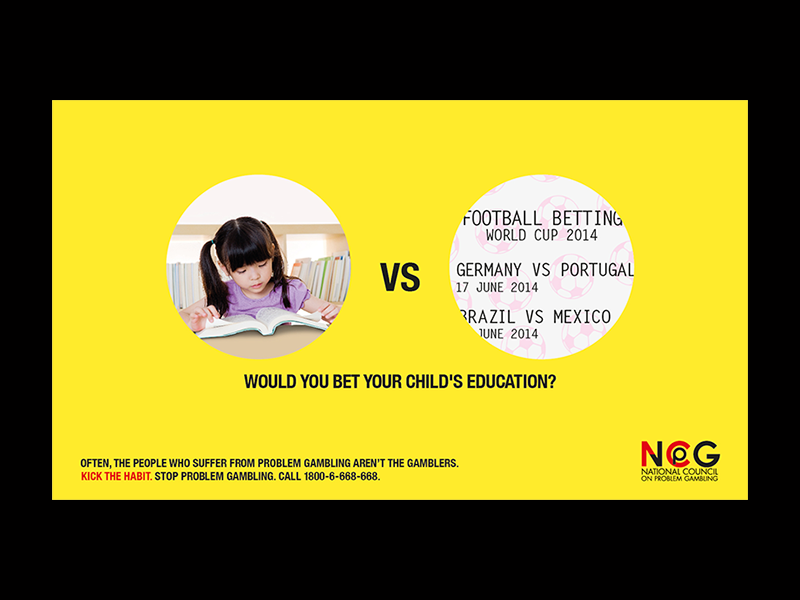 FOOTBALL BETTING
WORLD CUP 2014
GERMANY VS PORTUGAL
17 JUNE 2014
BRAZIL VS MEXICO
JUNE 2014
VS
WOULD YOU BET YOUR CHILD'S EDUCATION?
OFTEN, THE PEOPLE WHO SUFFER FROM PROBLEM GAMBLING AREN'T THE GAMBLERS.
KICK THE HABIT. STOP PROBLEM GAMBLING. CALL 1800-6-668-668.
NCPG
NATIONAL COUNCIL
ON PROBLEM GAMBLING